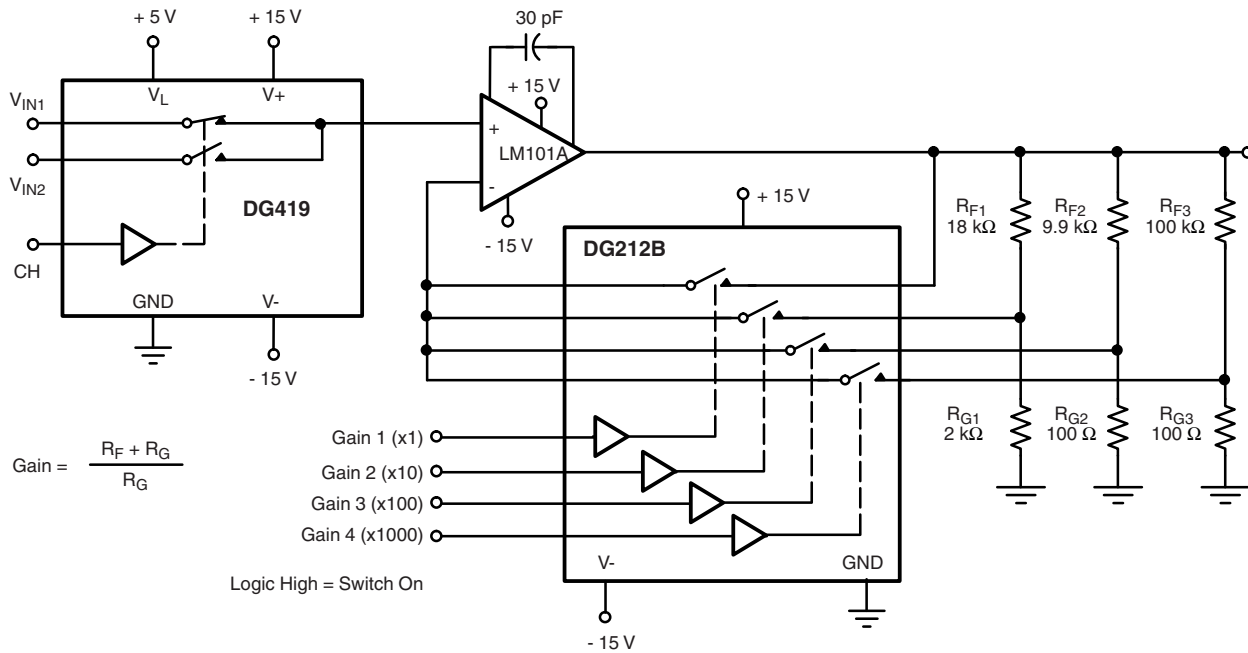 + 5 V
+ 15 V
30 pF
V_IN1
V_L
V+
+ 15 V
+
LM101A
V_IN2
-
DG419
+ 15 V
R_F1
18 kΩ
R_F2
9.9 kΩ
R_F3
100 kΩ
- 15 V
CH
DG212B
GND
V-
- 15 V
Gain 1 (x1)
R_G1
2 kΩ
R_G2
100 Ω
R_G3
100 Ω
Gain = R_F + R_G
R_G
Gain 2 (x10)
Gain 3 (x100)
Gain 4 (x1000)
V-
GND
Logic High = Switch On
- 15 V